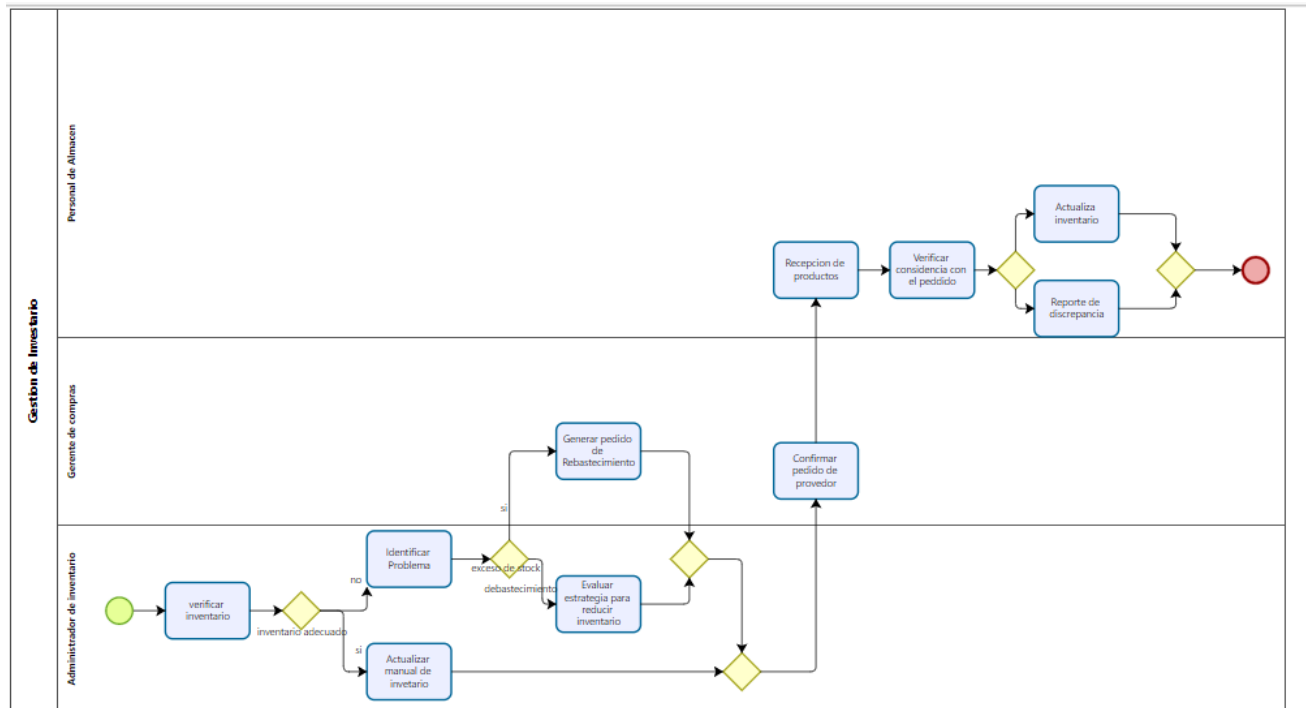 Gestion de Investario
Personal de Almacen
Actualiza
inventario
Recepcion de
productos
Verificar
considencia con
el peddido
Reporte de
discrepancia
Gerente de compras
Generar pedido
de
Rebastecimiento
Confirmar
pedido de
provedor
si
Administrador de inventario
Identificar
Problema
exceso de stock
debastecimiento
Evaluar
estrategia para
reducir
inventario
no
verificar
inventario
inventario adecuado
si
Actualizar
manual de
invetario